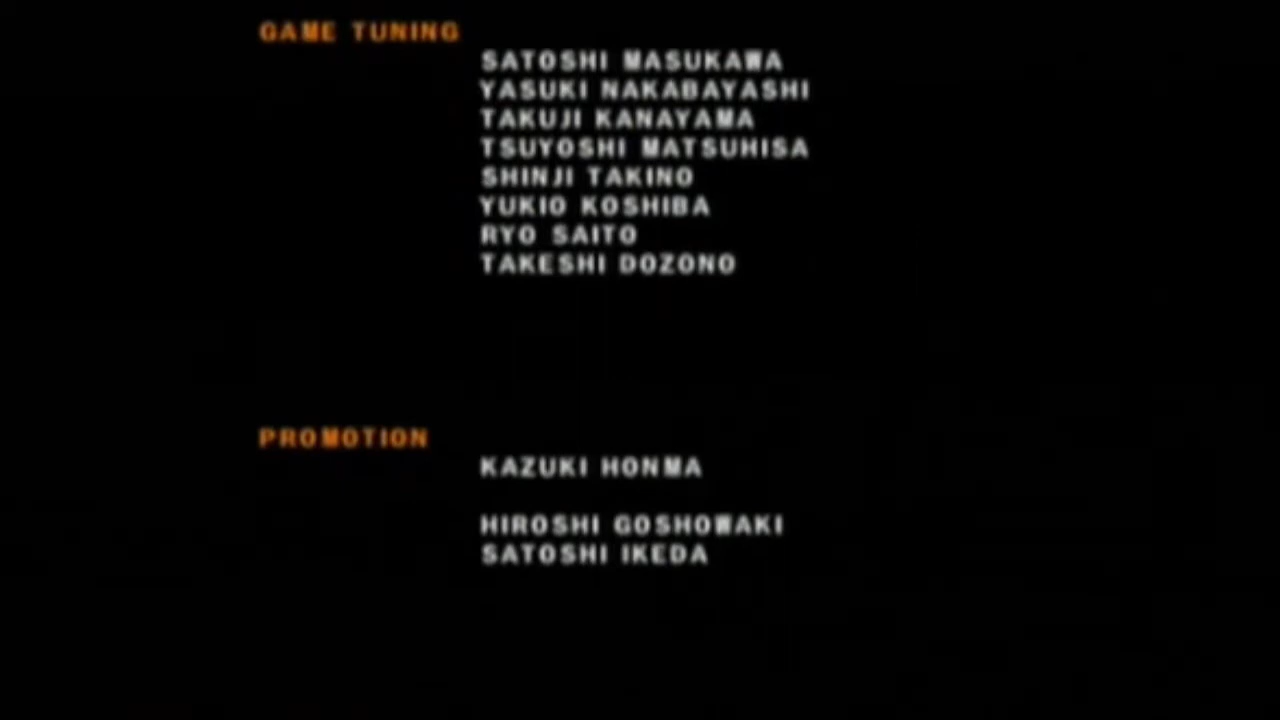 GAME TUNING
SATOSHI MASUKAWA
YASUKI NAKABAYASHI
TAKUJI KANAYAMA
TSUYOSHI MATSUHISA
SHINJI TAKINO
YUKIO KOSHIBA
RYO SAITO
TAKESHI DOZONO
PROMOTION
KAZUKI HONMA
HIROSHI GOSHOWAKI
SATOSHI IKEDA